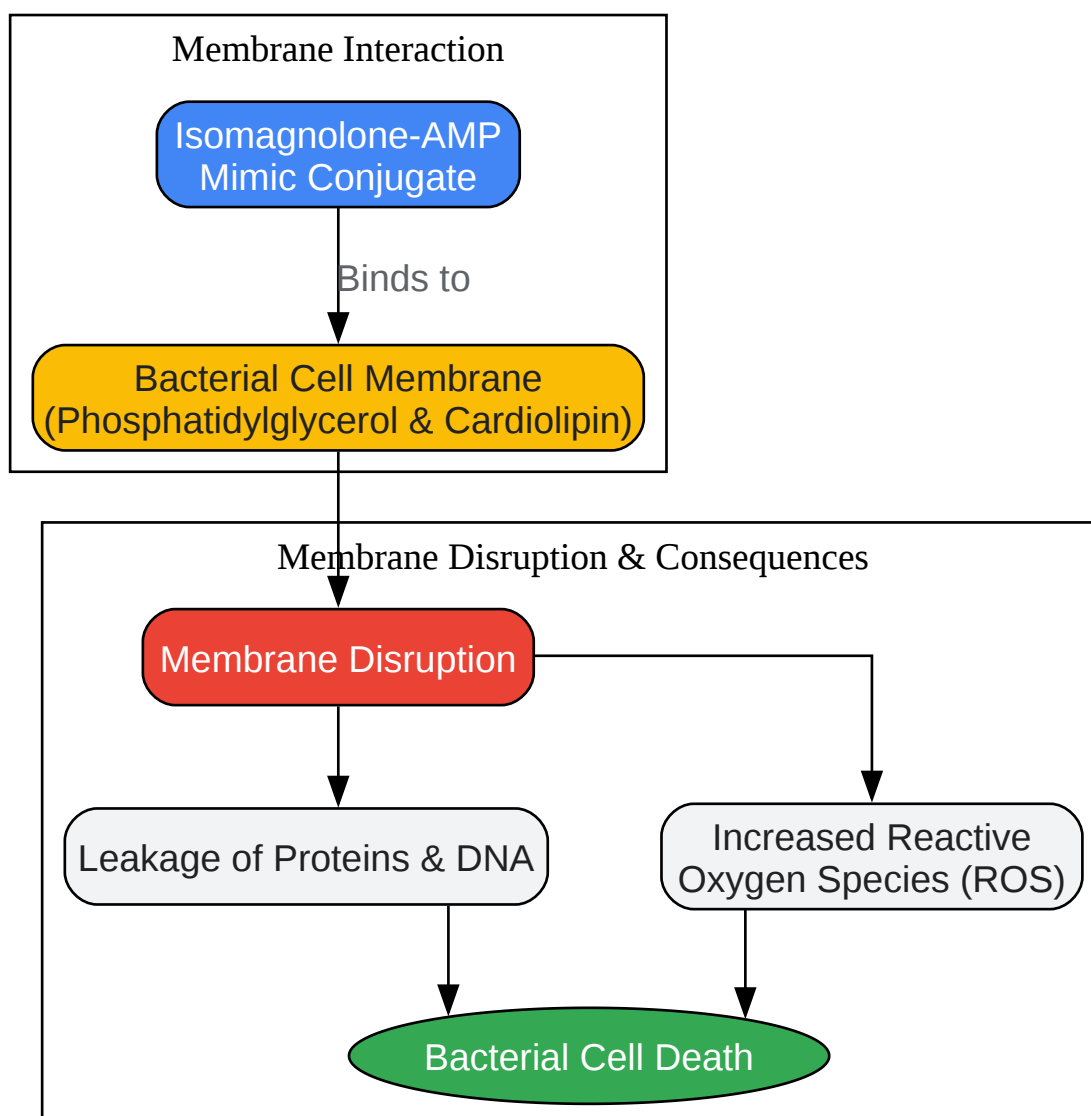 Membrane Interaction
Isomagnolone-AMP
Mimic Conjugate
Binds to
Bacterial Cell Membrane
(Phosphatidylglycerol & Cardiolipin)
Membrane Disruption & Consequences
Membrane Disruption
Leakage of Proteins & DNA
Increased Reactive
Oxygen Species (ROS)
Bacterial Cell Death